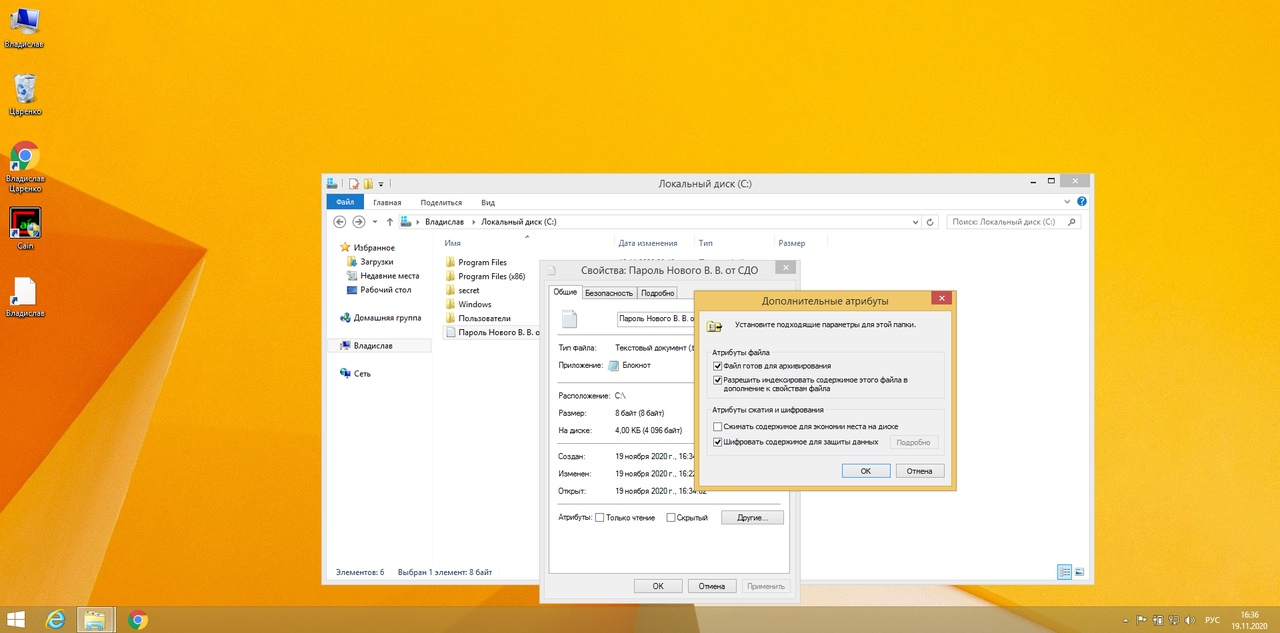 Владислав
Царенко
Владислав
Царенко
Cain
Владислав
Локальный диск (C:)
Файл
Главная
Поделиться
Вид
Владислав
Локальный диск (C:)
Поиск: Локальный диск (C:)
Избранное
Загрузки
Недавние места
Рабочий стол
Домашняя группа
Владислав
Сеть
Имя
Дата изменения
Тип
Размер
Program Files
Program Files (x86)
secret
Windows
Пользователи
Пароль Нового В. В. о
Элементов: 6
Выбран 1 элемент: 8 байт
Свойства: Пароль Нового В. В. от СДО
Общие
Безопасность
Подробно
Пароль Нового В. В. о
Тип файла:
Текстовый документ (.
Приложение:
Блокнот
Расположение:
C:\
Размер:
8 байт (8 байт)
На диске:
4,00 КБ (4 096 байт)
Создан:
19 ноября 2020 г., 16:34
Изменен:
19 ноября 2020 г., 16:22
Открыт:
19 ноября 2020 г., 16:34:02
Атрибуты:
Только чтение
Скрытый
Другие...
ОК
Отмена
Применить
Дополнительные атрибуты
Установите подходящие параметры для этой папки.
Атрибуты файла
Файл готов для архивирования
Разрешить индексировать содержимое этого файла в
дополнение к свойствам файла
Атрибуты сжатия и шифрования
Сжимать содержимое для экономии места на диске
Шифровать содержимое для защиты данных
Подробно
ОК
Отмена
РУС
16:36
19.11.2020